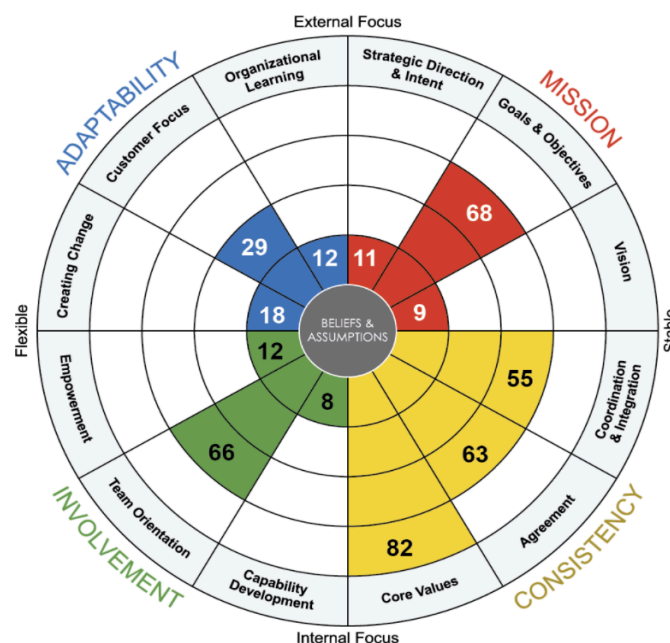 External Focus
ADAPTABILITY
MISSION
Organizational
Learning
Strategic Direction
& Intent
Customer Focus
Goals & Objectives
Creating Change
Vision
68
29
12
11
18
9
Flexible
BELIEFS &
ASSUMPTIONS
Stable
12
8
55
66
63
82
Empowerment
Coordination
& Integration
Team Orientation
Agreement
Capability
Development
Core Values
INVOLVEMENT
CONSISTENCY
Internal Focus